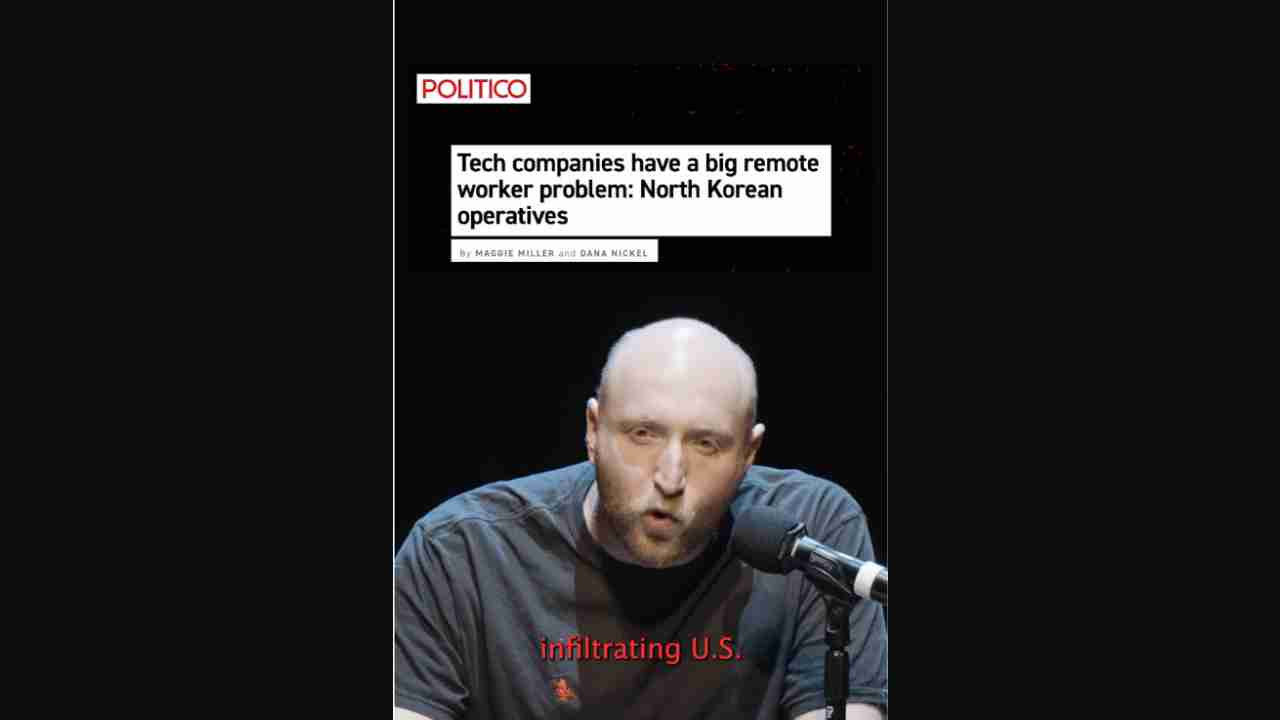 POLITICO
Tech companies have a big remote
worker problem: North Korean
operatives
By MAGGIE MILLER and DANA NICKEL
infiltrating U.S.